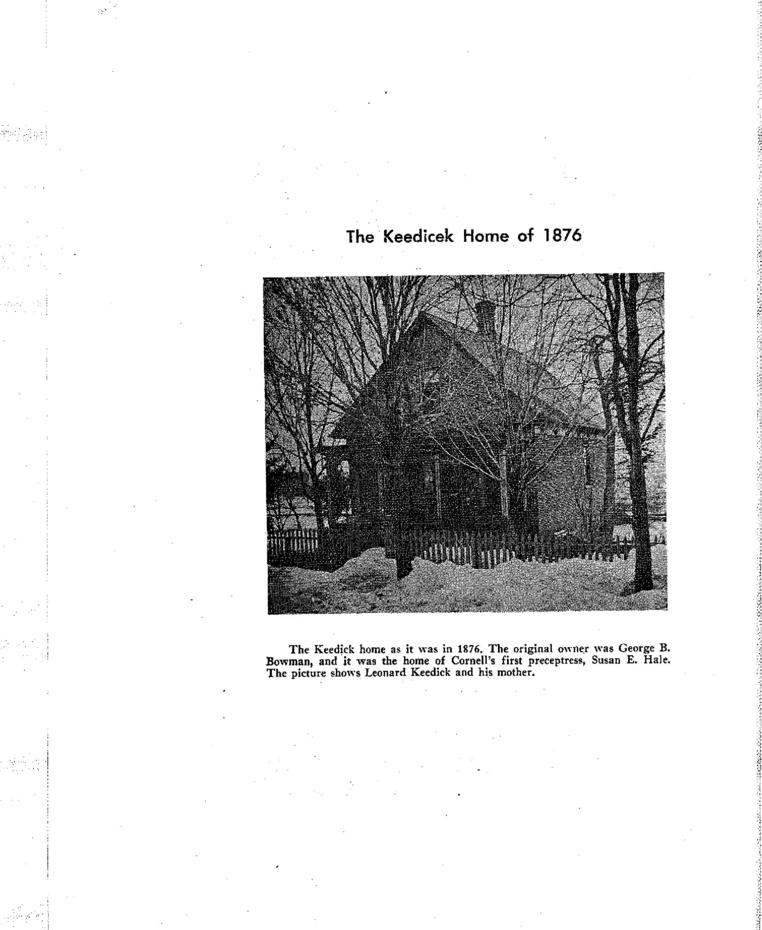 The Keedicek Home of 1876
The Keedick home as it was in 1876. The original owner was George B.
Bowman, and it was the home of Cornell's first preceptress, Susan E. Hale.
The picture shows Leonard Keedick and his mother.